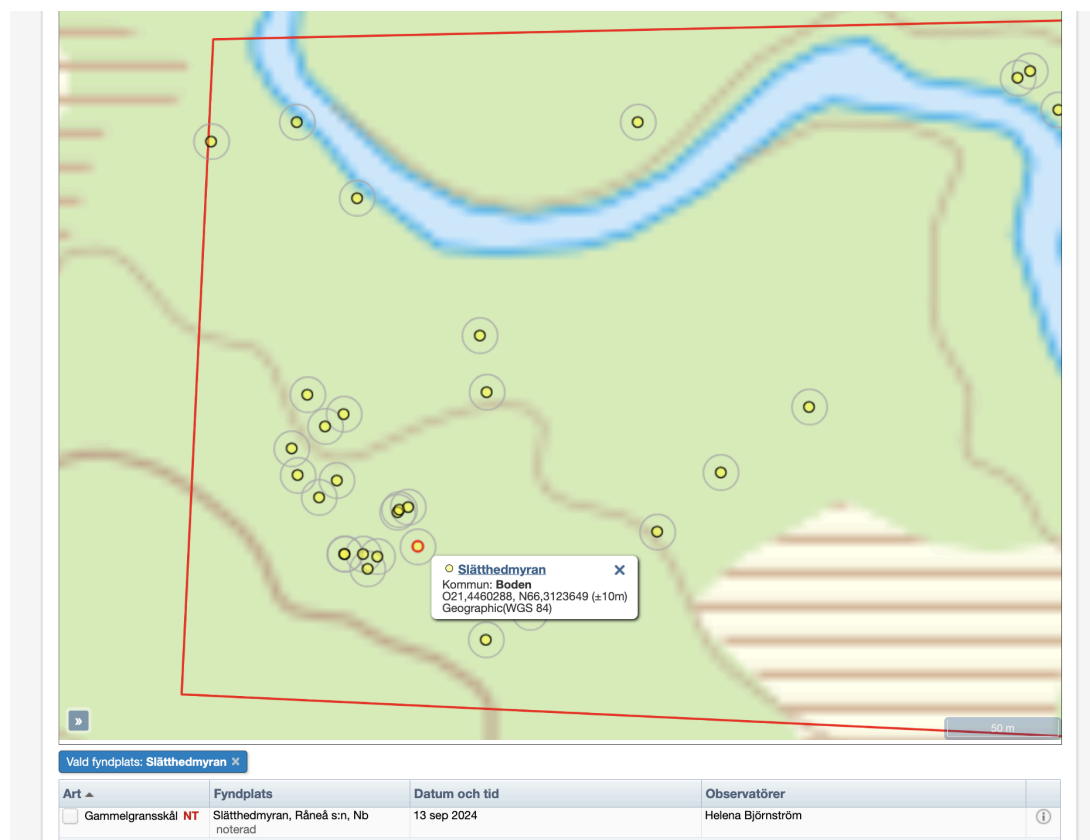 Slätthedmyran
Kommun: Boden
O21,4460288, N66,3123649 (±10m)
Geographic(WGS 84)
»
50 m
Vald fyndplats: Slätthedmyran ×
Art Fyndplats Datum och tid Observatörer
Gammelgransskål NT Slätthedmyran, Råneå s:n, Nb 13 sep 2024 Helena Björnström
noterad